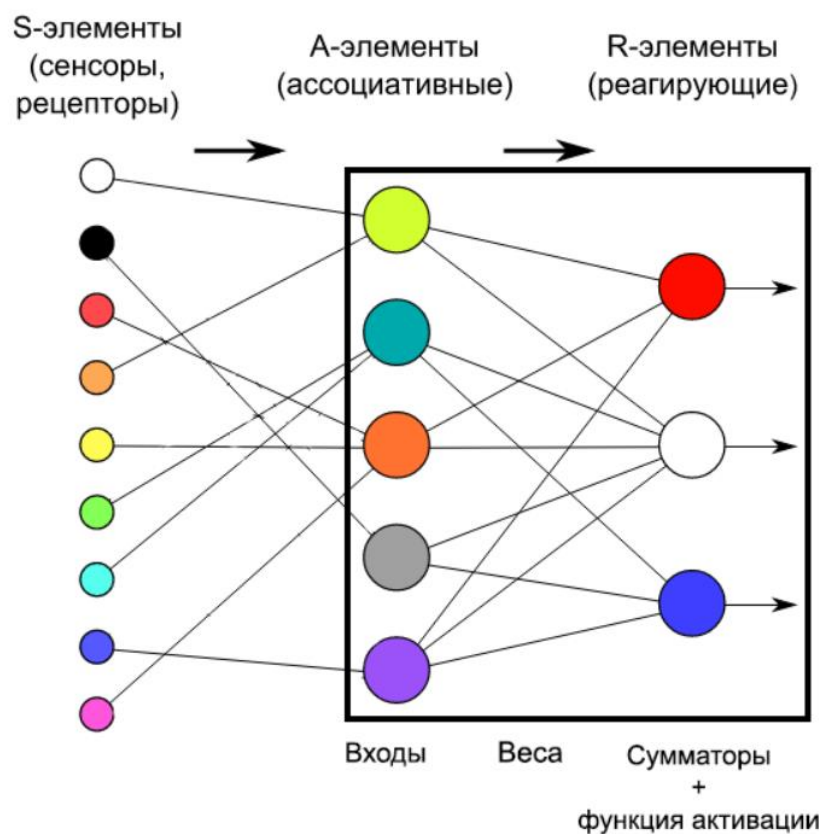 S-элементы
(сенсоры,
рецепторы)
A-элементы
(ассоциативные)
R-элементы
(реагирующие)
Входы
Веса
Сумматоры
+
функция активации